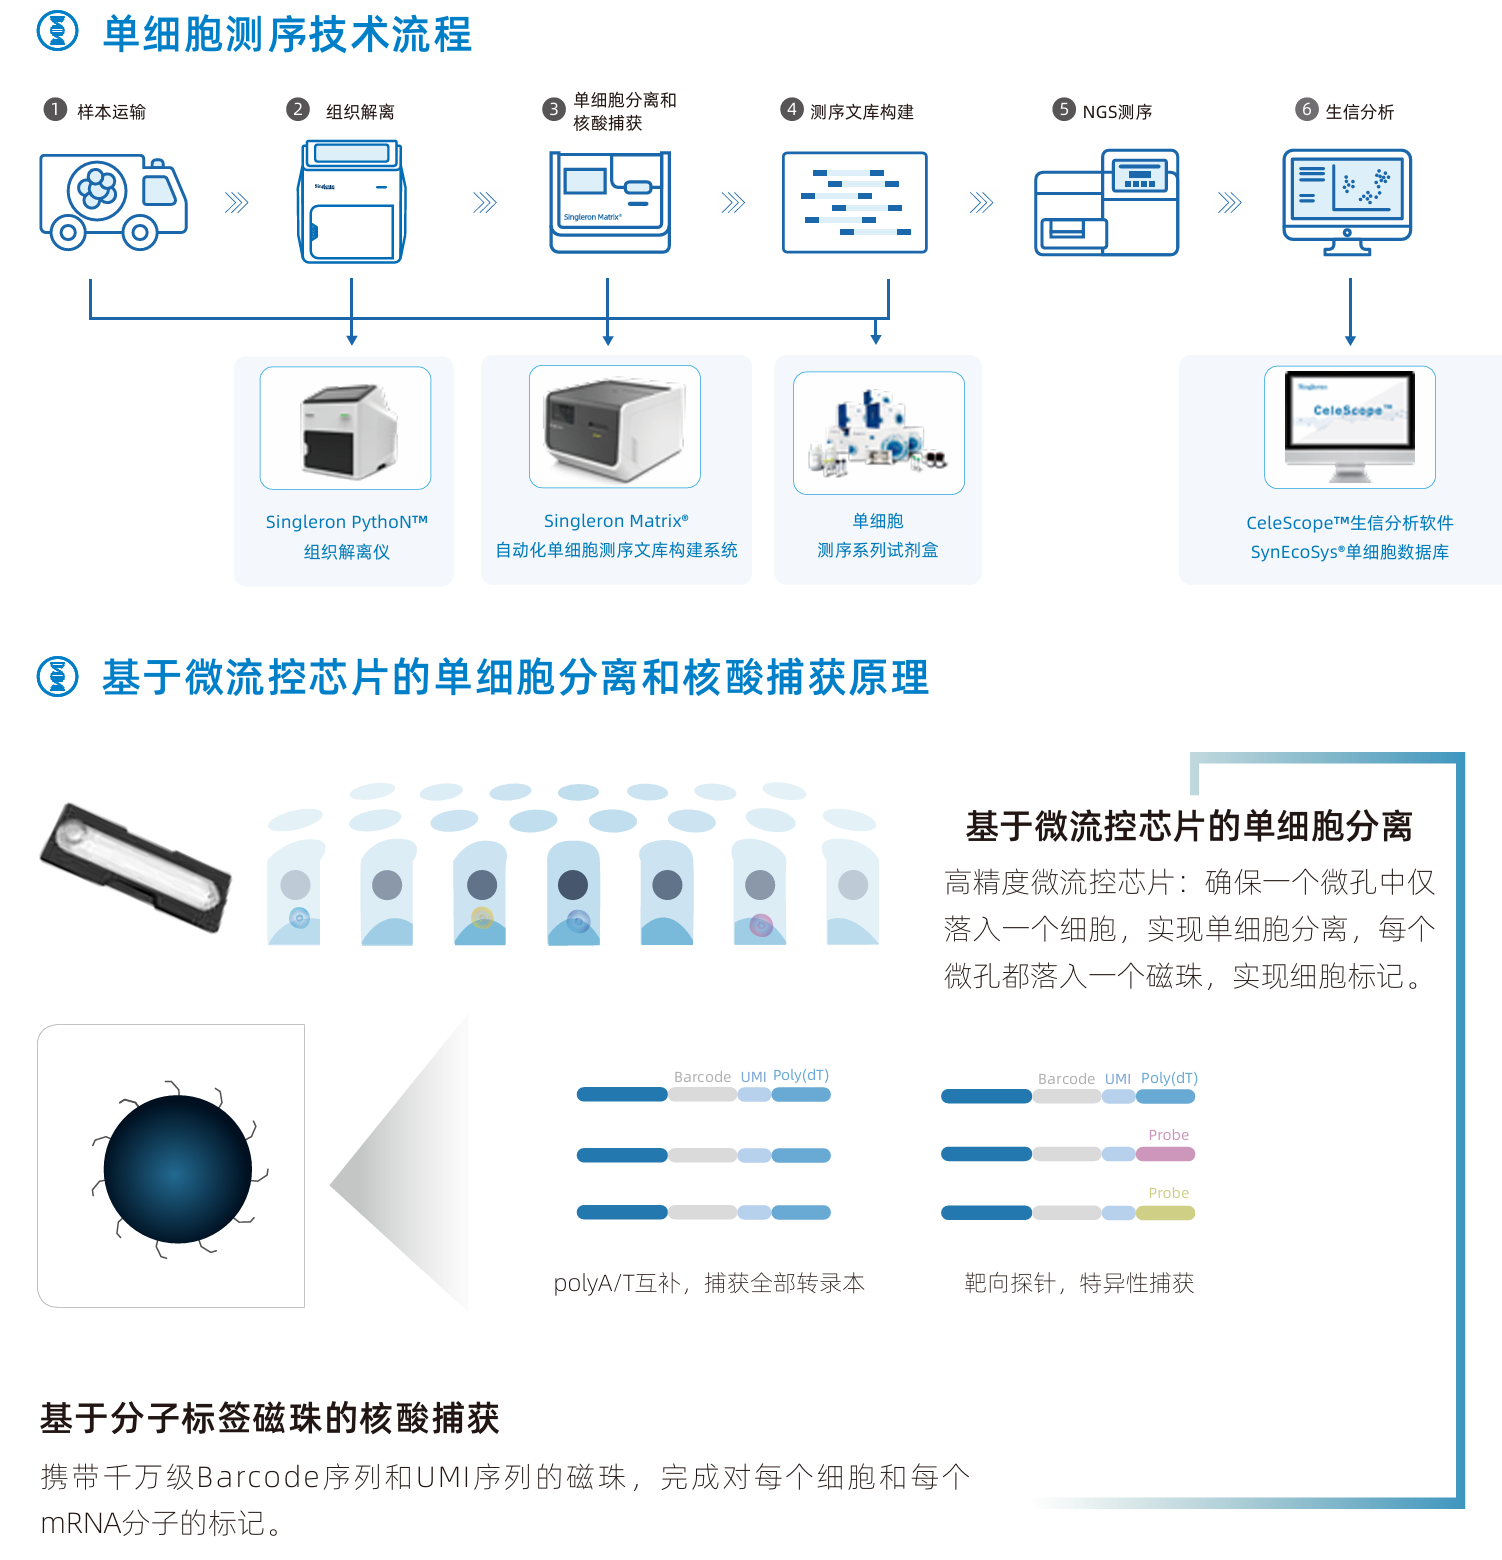 单细胞测序技术流程
1 样本运输
2 组织解离
3 单细胞分离和
核酸捕获
4 测序文库构建
5 NGS测序
6 生信分析
Singleron
Singleron Matrix®
Singleron
CeleScope™
Singleron PythoN™
组织解离仪
Singleron Matrix®
自动化单细胞测序文库构建系统
单细胞
测序系列试剂盒
CeleScope™生信分析软件
SynEcoSys®单细胞数据库
基于微流控芯片的单细胞分离和核酸捕获原理
基于微流控芯片的单细胞分离
高精度微流控芯片：确保一个微孔中仅
落入一个细胞，实现单细胞分离，每个
微孔都落入一个磁珠，实现细胞标记。
Barcode UMI Poly(dT)
Barcode UMI Poly(dT)
Probe
Probe
polyA/T互补，捕获全部转录本
靶向探针，特异性捕获
基于分子标签磁珠的核酸捕获
携带千万级Barcode序列和UMI序列的磁珠，完成对每个细胞和每个
mRNA分子的标记。